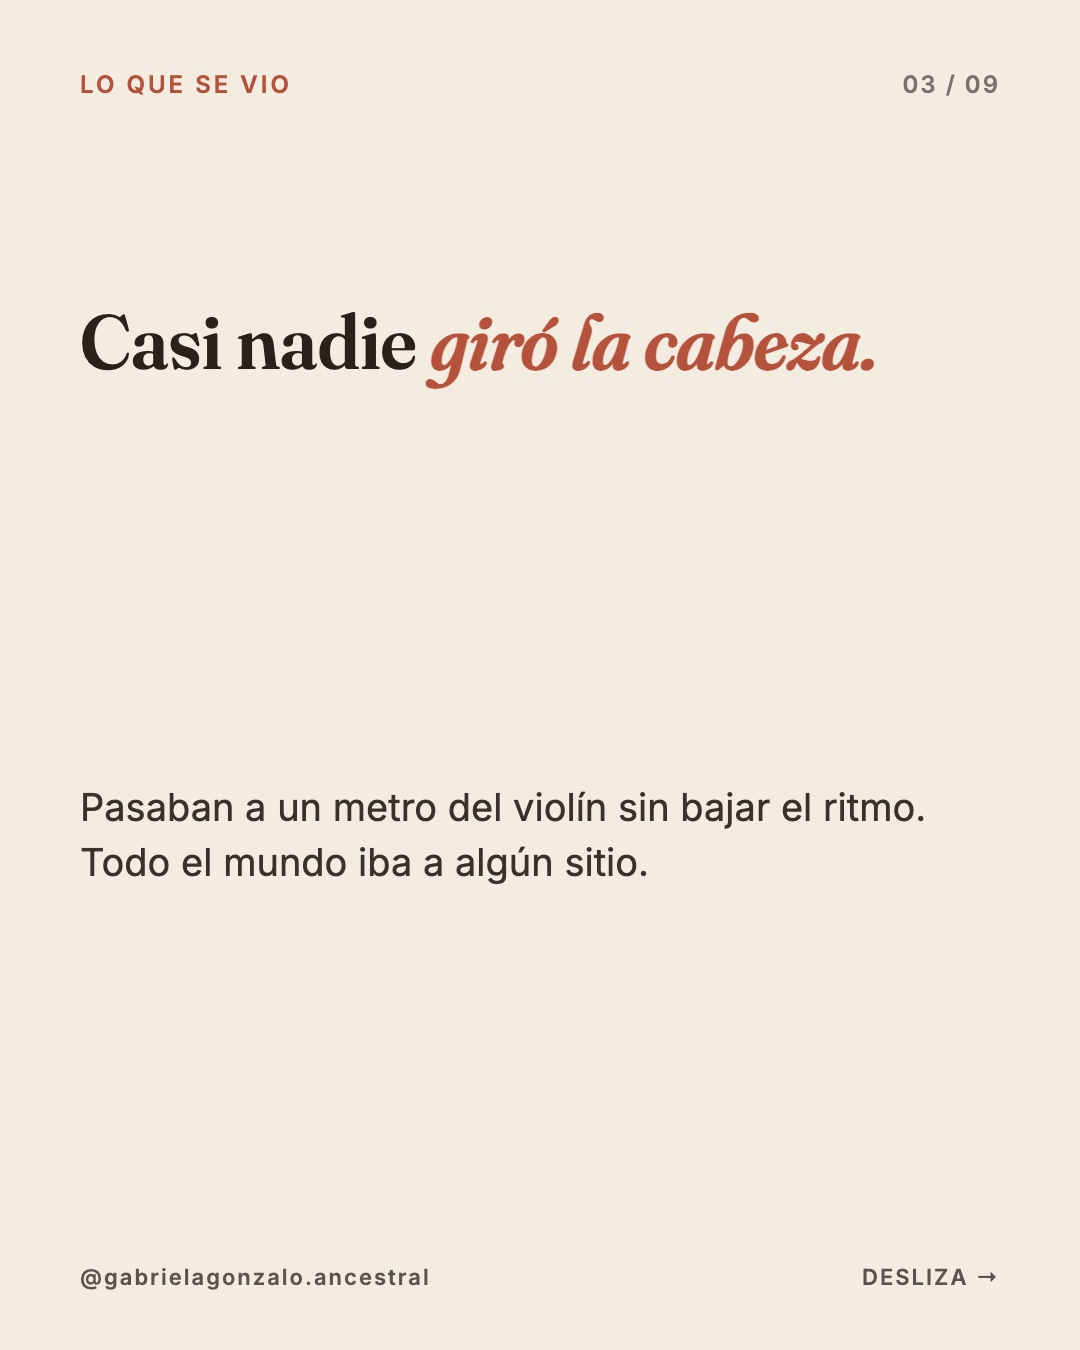 LO QUE SE VIO
03 / 09
Casi nadie giró la cabeza.
Pasaban a un metro del violín sin bajar el ritmo.
Todo el mundo iba a algún sitio.
@gabrielagonzalo.ancestral
DESLIZA →